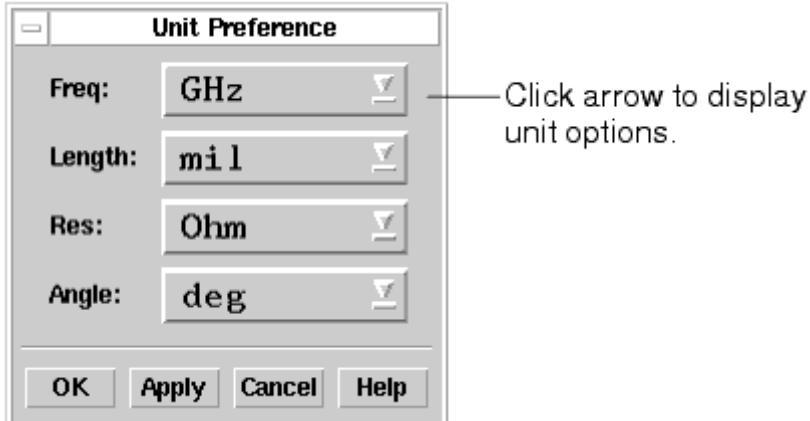 Unit Preference
Freq: GHz
Click arrow to display
unit options.
Length: mil
Res: Ohm
Angle: deg
OK Apply Cancel Help